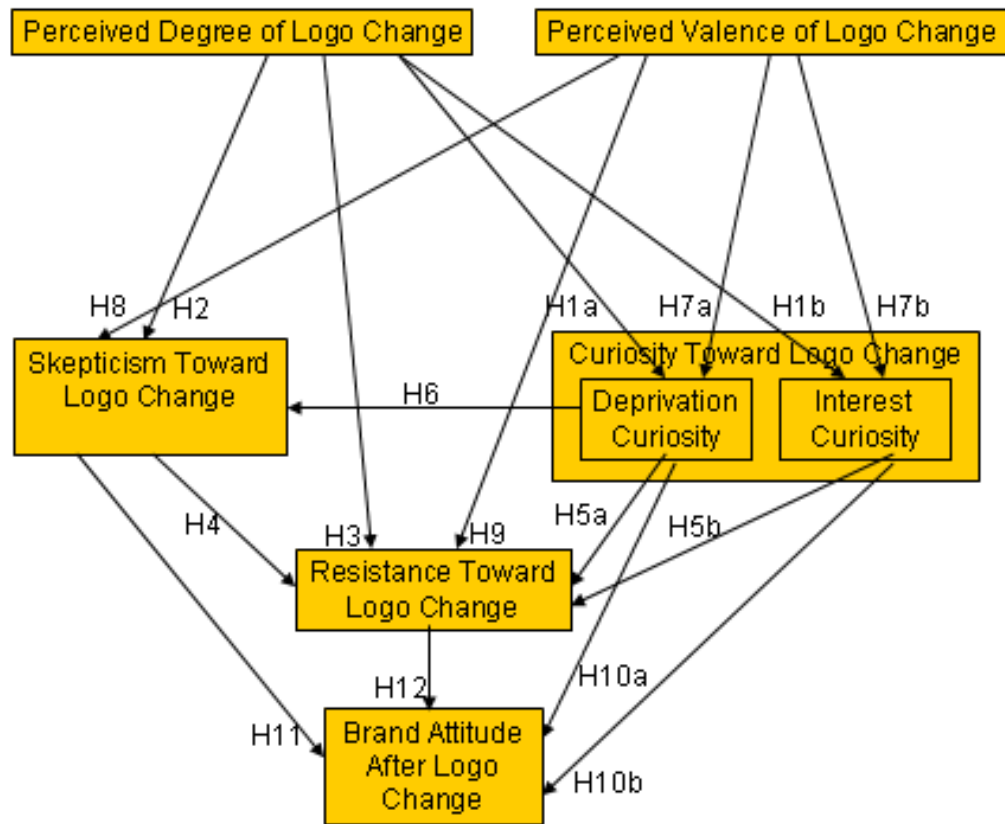 Perceived Degree of Logo Change
Perceived Valence of Logo Change
H8
H2
H1a
H7a
H1b
H7b
Skepticism Toward
Logo Change
Curiosity Toward Logo Change
Deprivation
Curiosity
Interest
Curiosity
H6
H4
H3
H9
H5a
H5b
Resistance Toward
Logo Change
H12
H10a
H11
Brand Attitude
After Logo
Change
H10b